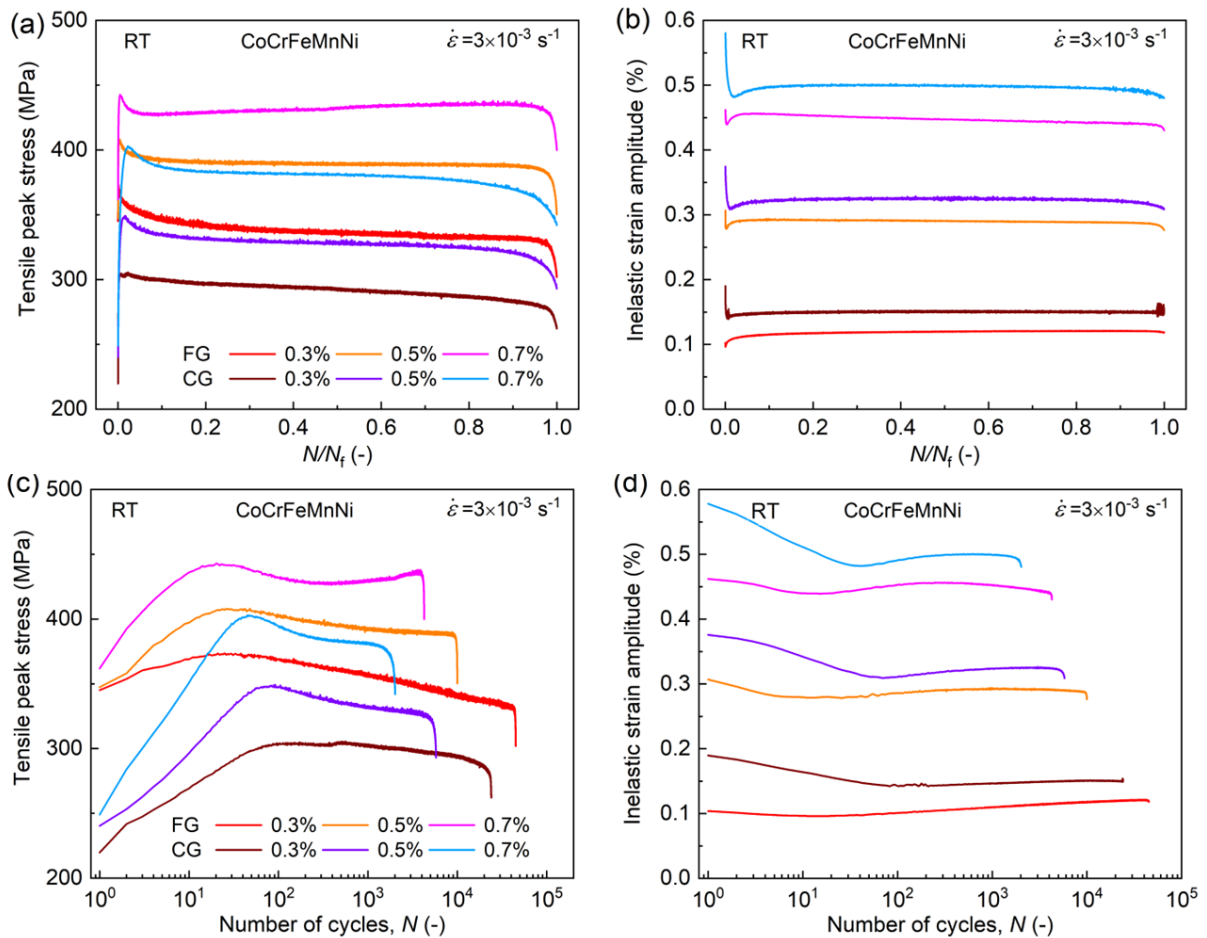 (a)
500
400
300
200
Tensile peak stress (MPa)
RT CoCrFeMnNi ε̇ =3×10⁻³ s⁻¹
FG 0.3% 0.5% 0.7%
CG 0.3% 0.5% 0.7%
0.0 0.2 0.4 0.6 0.8 1.0
N/Nf (-)
(b)
0.6
0.5
0.4
0.3
0.2
0.1
0.0
Inelastic strain amplitude (%)
RT CoCrFeMnNi ε̇ =3×10⁻³ s⁻¹
0.0 0.2 0.4 0.6 0.8 1.0
N/Nf (-)
(c)
500
400
300
200
Tensile peak stress (MPa)
RT CoCrFeMnNi ε̇ =3×10⁻³ s⁻¹
FG 0.3% 0.5% 0.7%
CG 0.3% 0.5% 0.7%
10⁰ 10¹ 10² 10³ 10⁴ 10⁵
Number of cycles, N (-)
(d)
0.6
0.5
0.4
0.3
0.2
0.1
0.0
Inelastic strain amplitude (%)
RT CoCrFeMnNi ε̇ =3×10⁻³ s⁻¹
10⁰ 10¹ 10² 10³ 10⁴ 10⁵
Number of cycles, N (-)